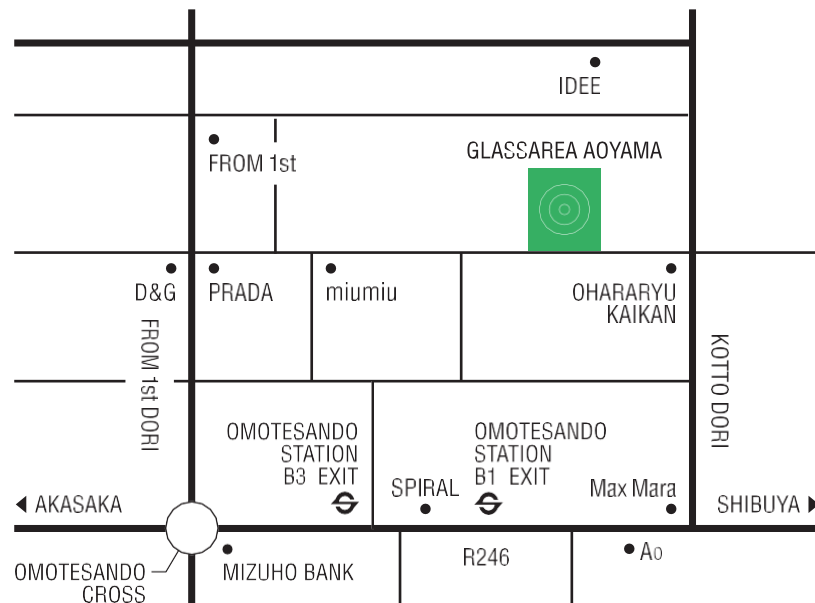 IDEE
FROM 1st
GLASSAREA AOYAMA
D&G
PRADA
miumiu
OHARARYU
KAIKAN
FROM 1st DORI
KOTTO DORI
OMOTESANDO
STATION
B3 EXIT
OMOTESANDO
STATION
B1 EXIT
SPIRAL
Max Mara
AKASAKA
SHIBUYA
OMOTESANDO
CROSS
MIZUHO BANK
R246
Ao